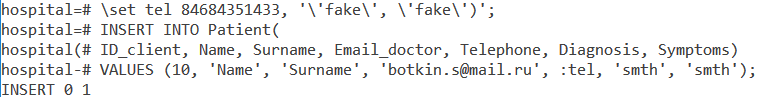 hospital=# \set tel 84684351433, '\'fake\', \'fake\')';
hospital=# INSERT INTO Patient(
hospital(# ID_client, Name, Surname, Email_doctor, Telephone, Diagnosis, Symptoms)
hospital-# VALUES (10, 'Name', 'Surname', 'botkin.s@mail.ru', :tel, 'smth', 'smth');
INSERT 0 1